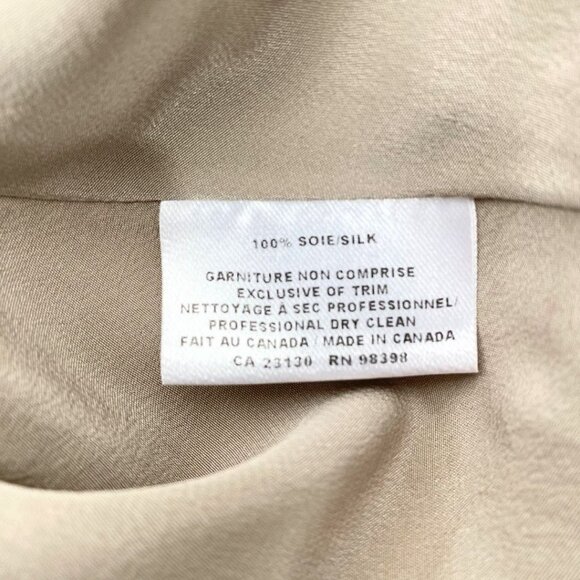 100% SOIE/SILK
GARNITURE NON COMPRISE
EXCLUSIVE OF TRIM
NETTOYAGE À SEC PROFESSIONNEL/
PROFESSIONAL DRY CLEAN
FAIT AU CANADA / MADE IN CANADA
CA 23130 RN 98398